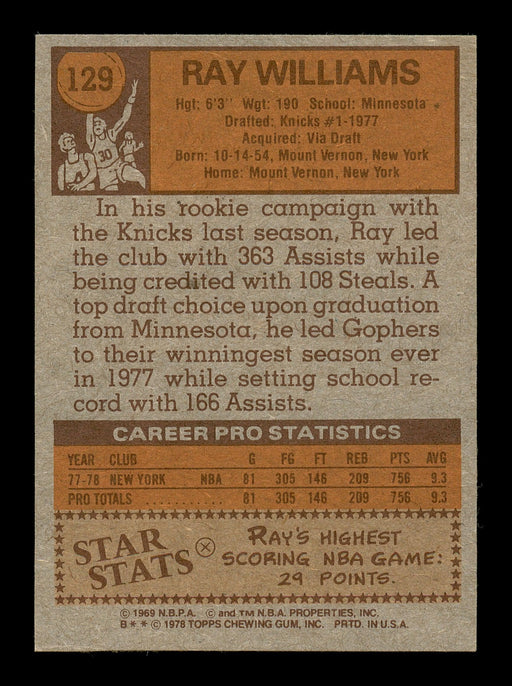 129
RAY WILLIAMS
Hgt: 6'3" Wgt: 190 School: Minnesota
Drafted: Knicks #1-1977
Acquired: Via Draft
Born: 10-14-54, Mount Vernon, New York
Home: Mount Vernon, New York
30
In his rookie campaign with
the Knicks last season, Ray led
the club with 363 Assists while
being credited with 108 Steals. A
top draft choice upon graduation
from Minnesota, he led Gophers
to their winningest season ever
in 1977 while setting school re-
cord with 166 Assists.
CAREER PRO STATISTICS
YEAR CLUB G FG FT REB PTS AVG
77-78 NEW YORK NBA 81 305 146 209 756 9.3
PRO TOTALS ........... 81 305 146 209 756 9.3
STAR
STATS
RAY'S HIGHEST
SCORING NBA GAME:
29 POINTS.
© 1969 N.B.P.A. © and TM N.B.A. PROPERTIES, INC.
B * * © 1978 TOPPS CHEWING GUM, INC. PRTD. IN U.S.A.